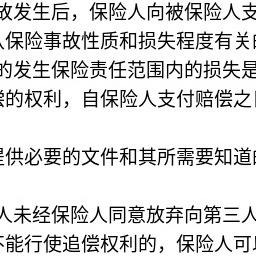 故发生后，保险人向被保险人支
人保险事故性质和损失程度有关的
的发生保险责任范围内的损失是
偿的权利，自保险人支付赔偿之日
提供必要的文件和其所需要知道的
人未经保险人同意放弃向第三人
不能行使追偿权利的，保险人可以